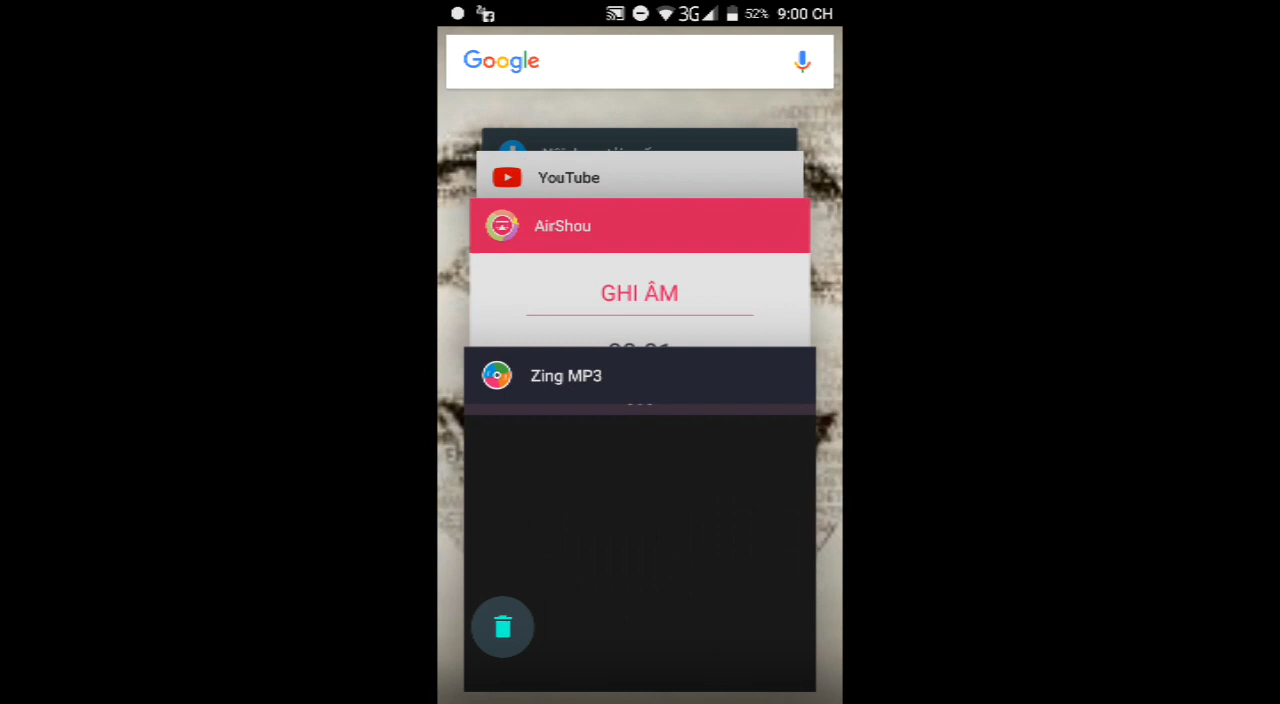 3G 52% 9:00 CH
Google
YouTube
AirShou
GHI ÂM
Zing MP3